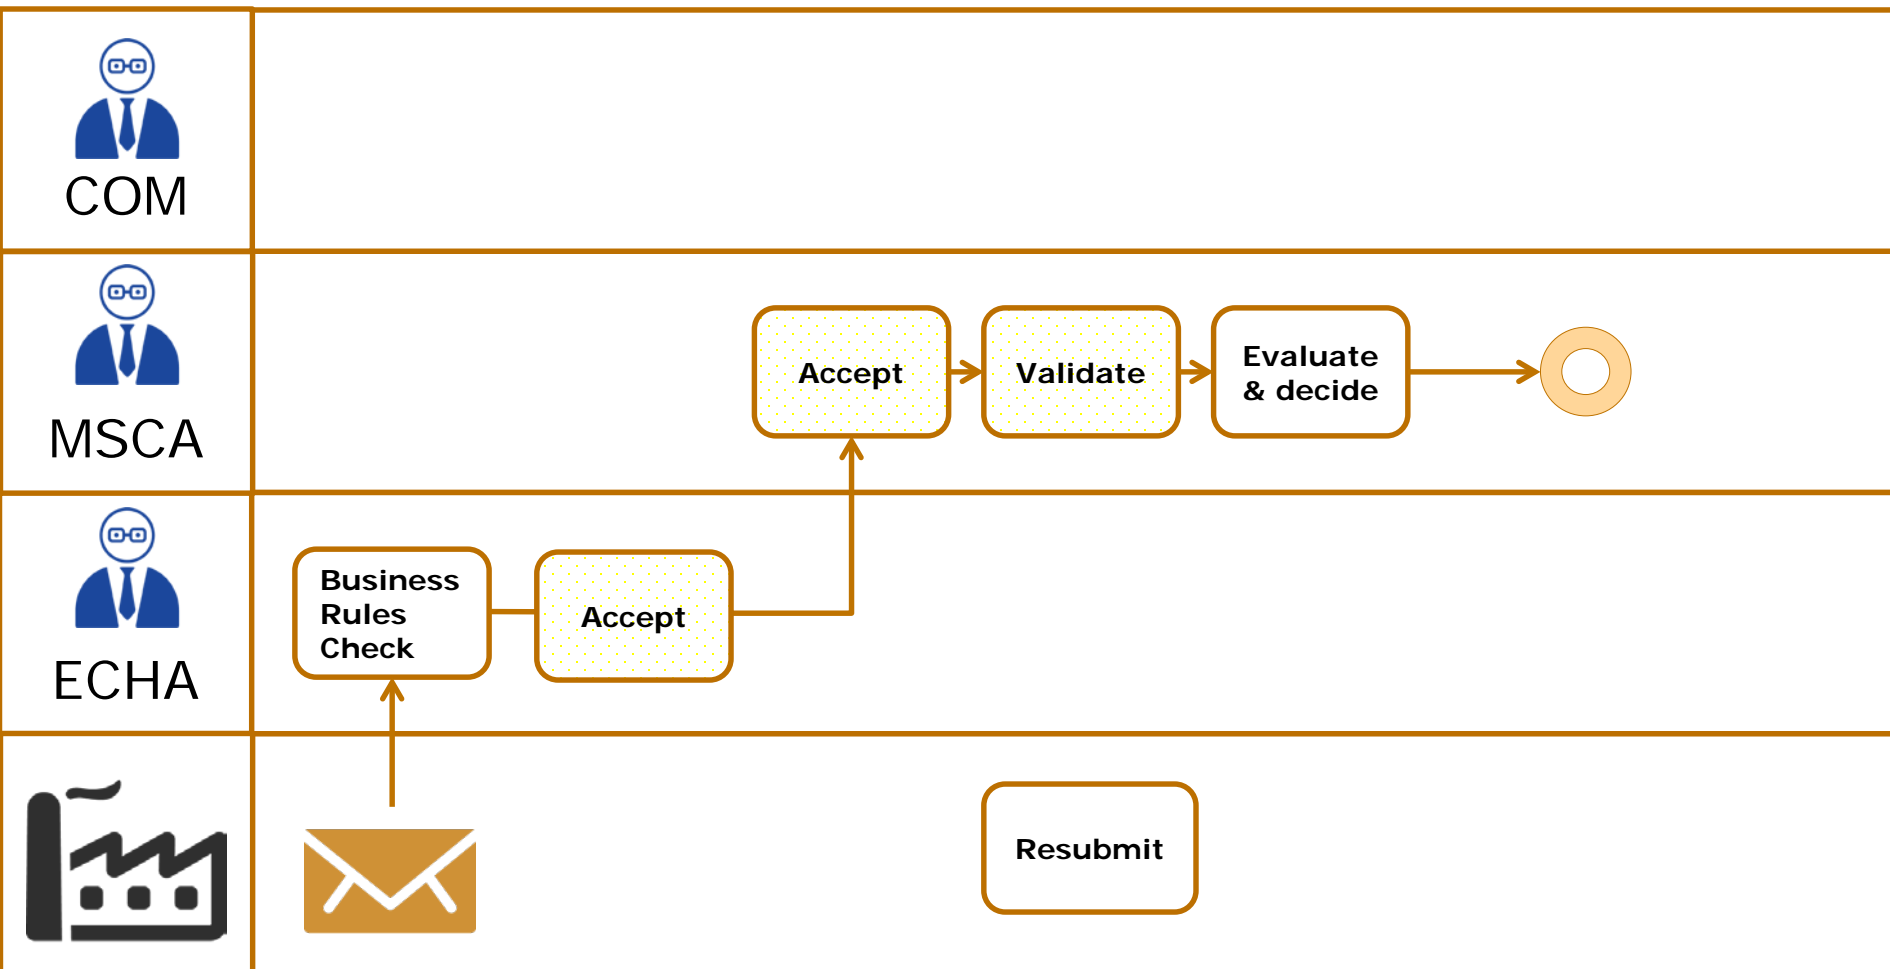 COM
MSCA
Accept
Validate
Evaluate
& decide
ECHA
Business
Rules
Check
Accept
Resubmit